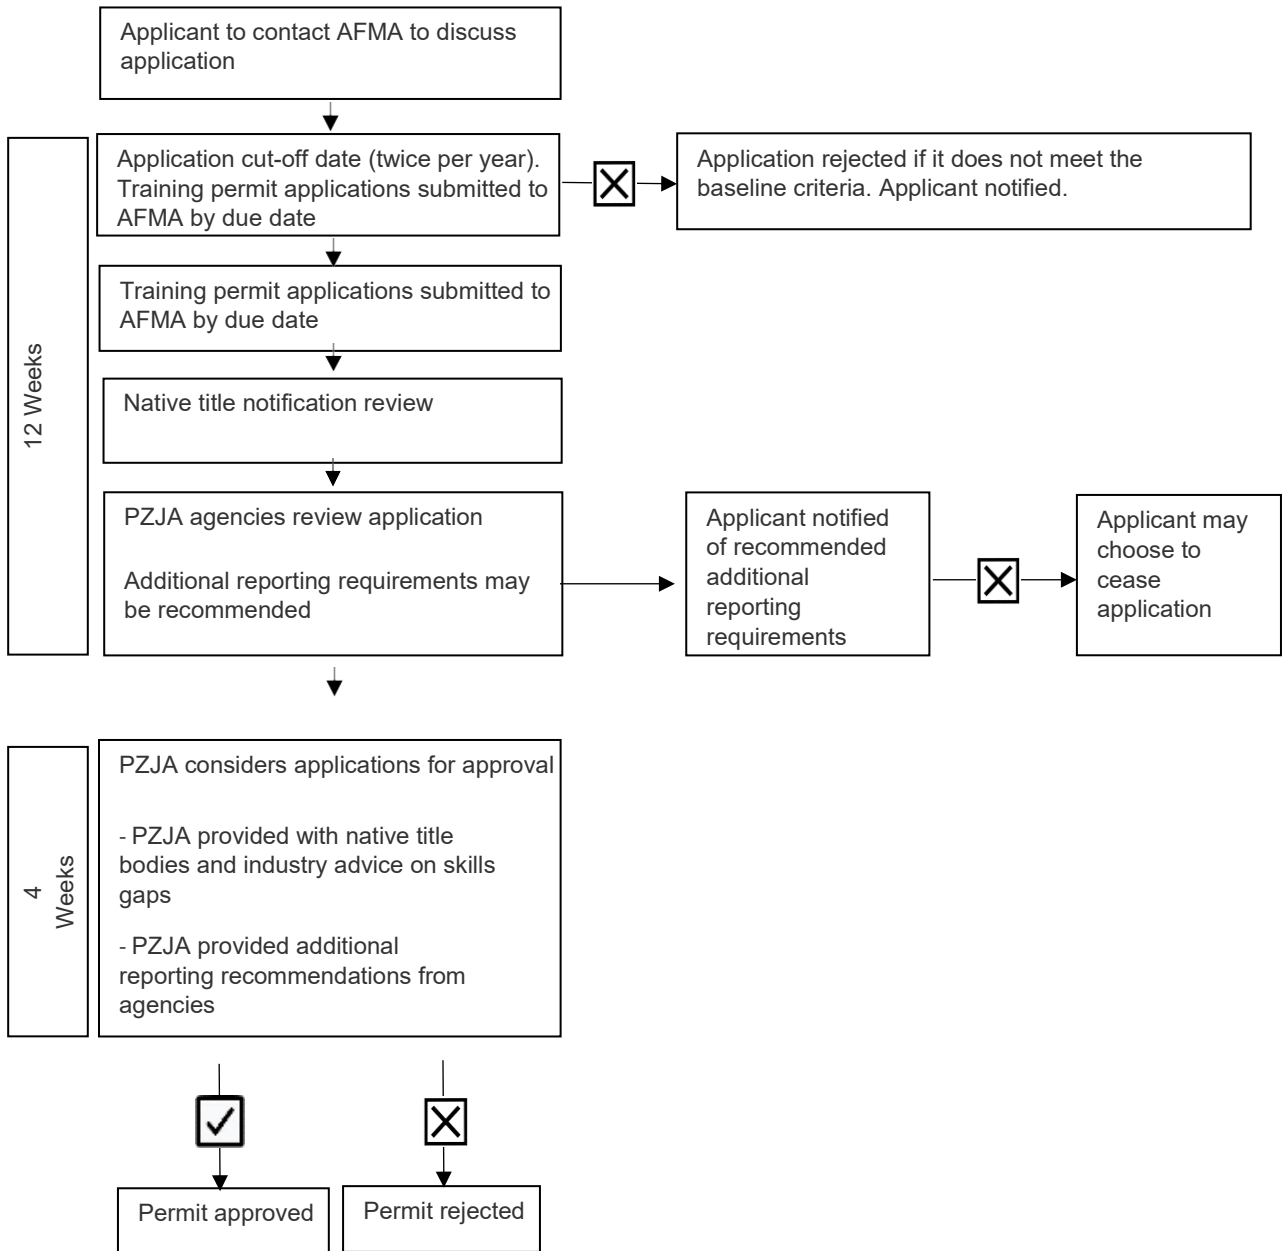 Applicant to contact AFMA to discuss
application
12 Weeks
Application cut-off date (twice per year).
Training permit applications submitted to
AFMA by due date
Application rejected if it does not meet the
baseline criteria. Applicant notified.
Training permit applications submitted to
AFMA by due date
Native title notification review
PZJA agencies review application
Additional reporting requirements may
be recommended
Applicant notified
of recommended
additional
reporting
requirements
Applicant may
choose to
cease
application
4
Weeks
PZJA considers applications for approval
- PZJA provided with native title
bodies and industry advice on skills
gaps
- PZJA provided additional
reporting recommendations from
agencies
Permit approved
Permit rejected